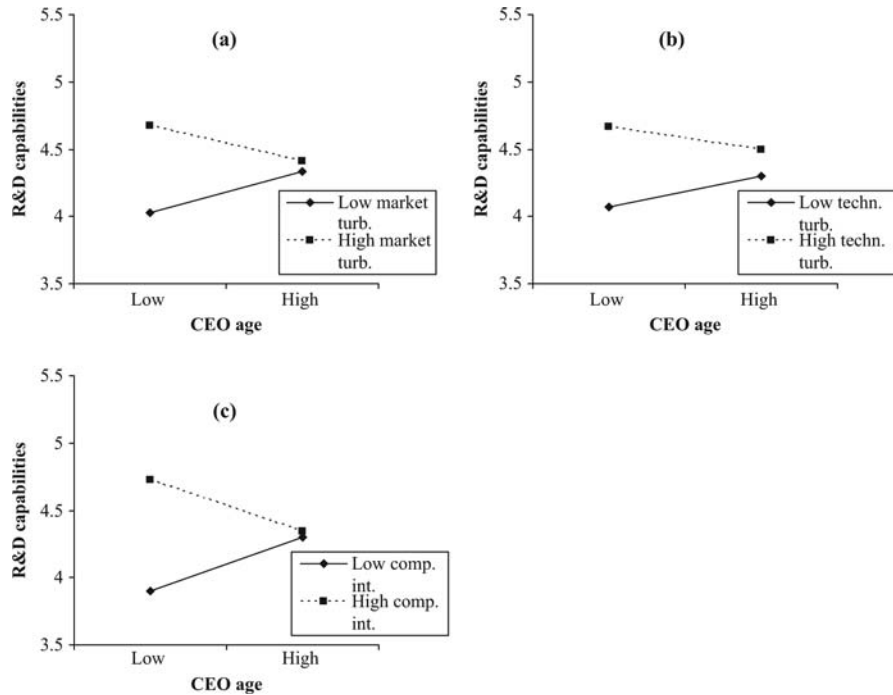 (a)
5.5
5
4.5
4
3.5
R&D capabilities
Low High
CEO age
Low market
turb.
High market
turb.
(b)
5.5
5
4.5
4
3.5
R&D capabilities
Low High
CEO age
Low techn.
turb.
High techn.
turb.
(c)
5.5
5
4.5
4
3.5
R&D capabilities
Low High
CEO age
Low comp.
int.
High comp.
int.